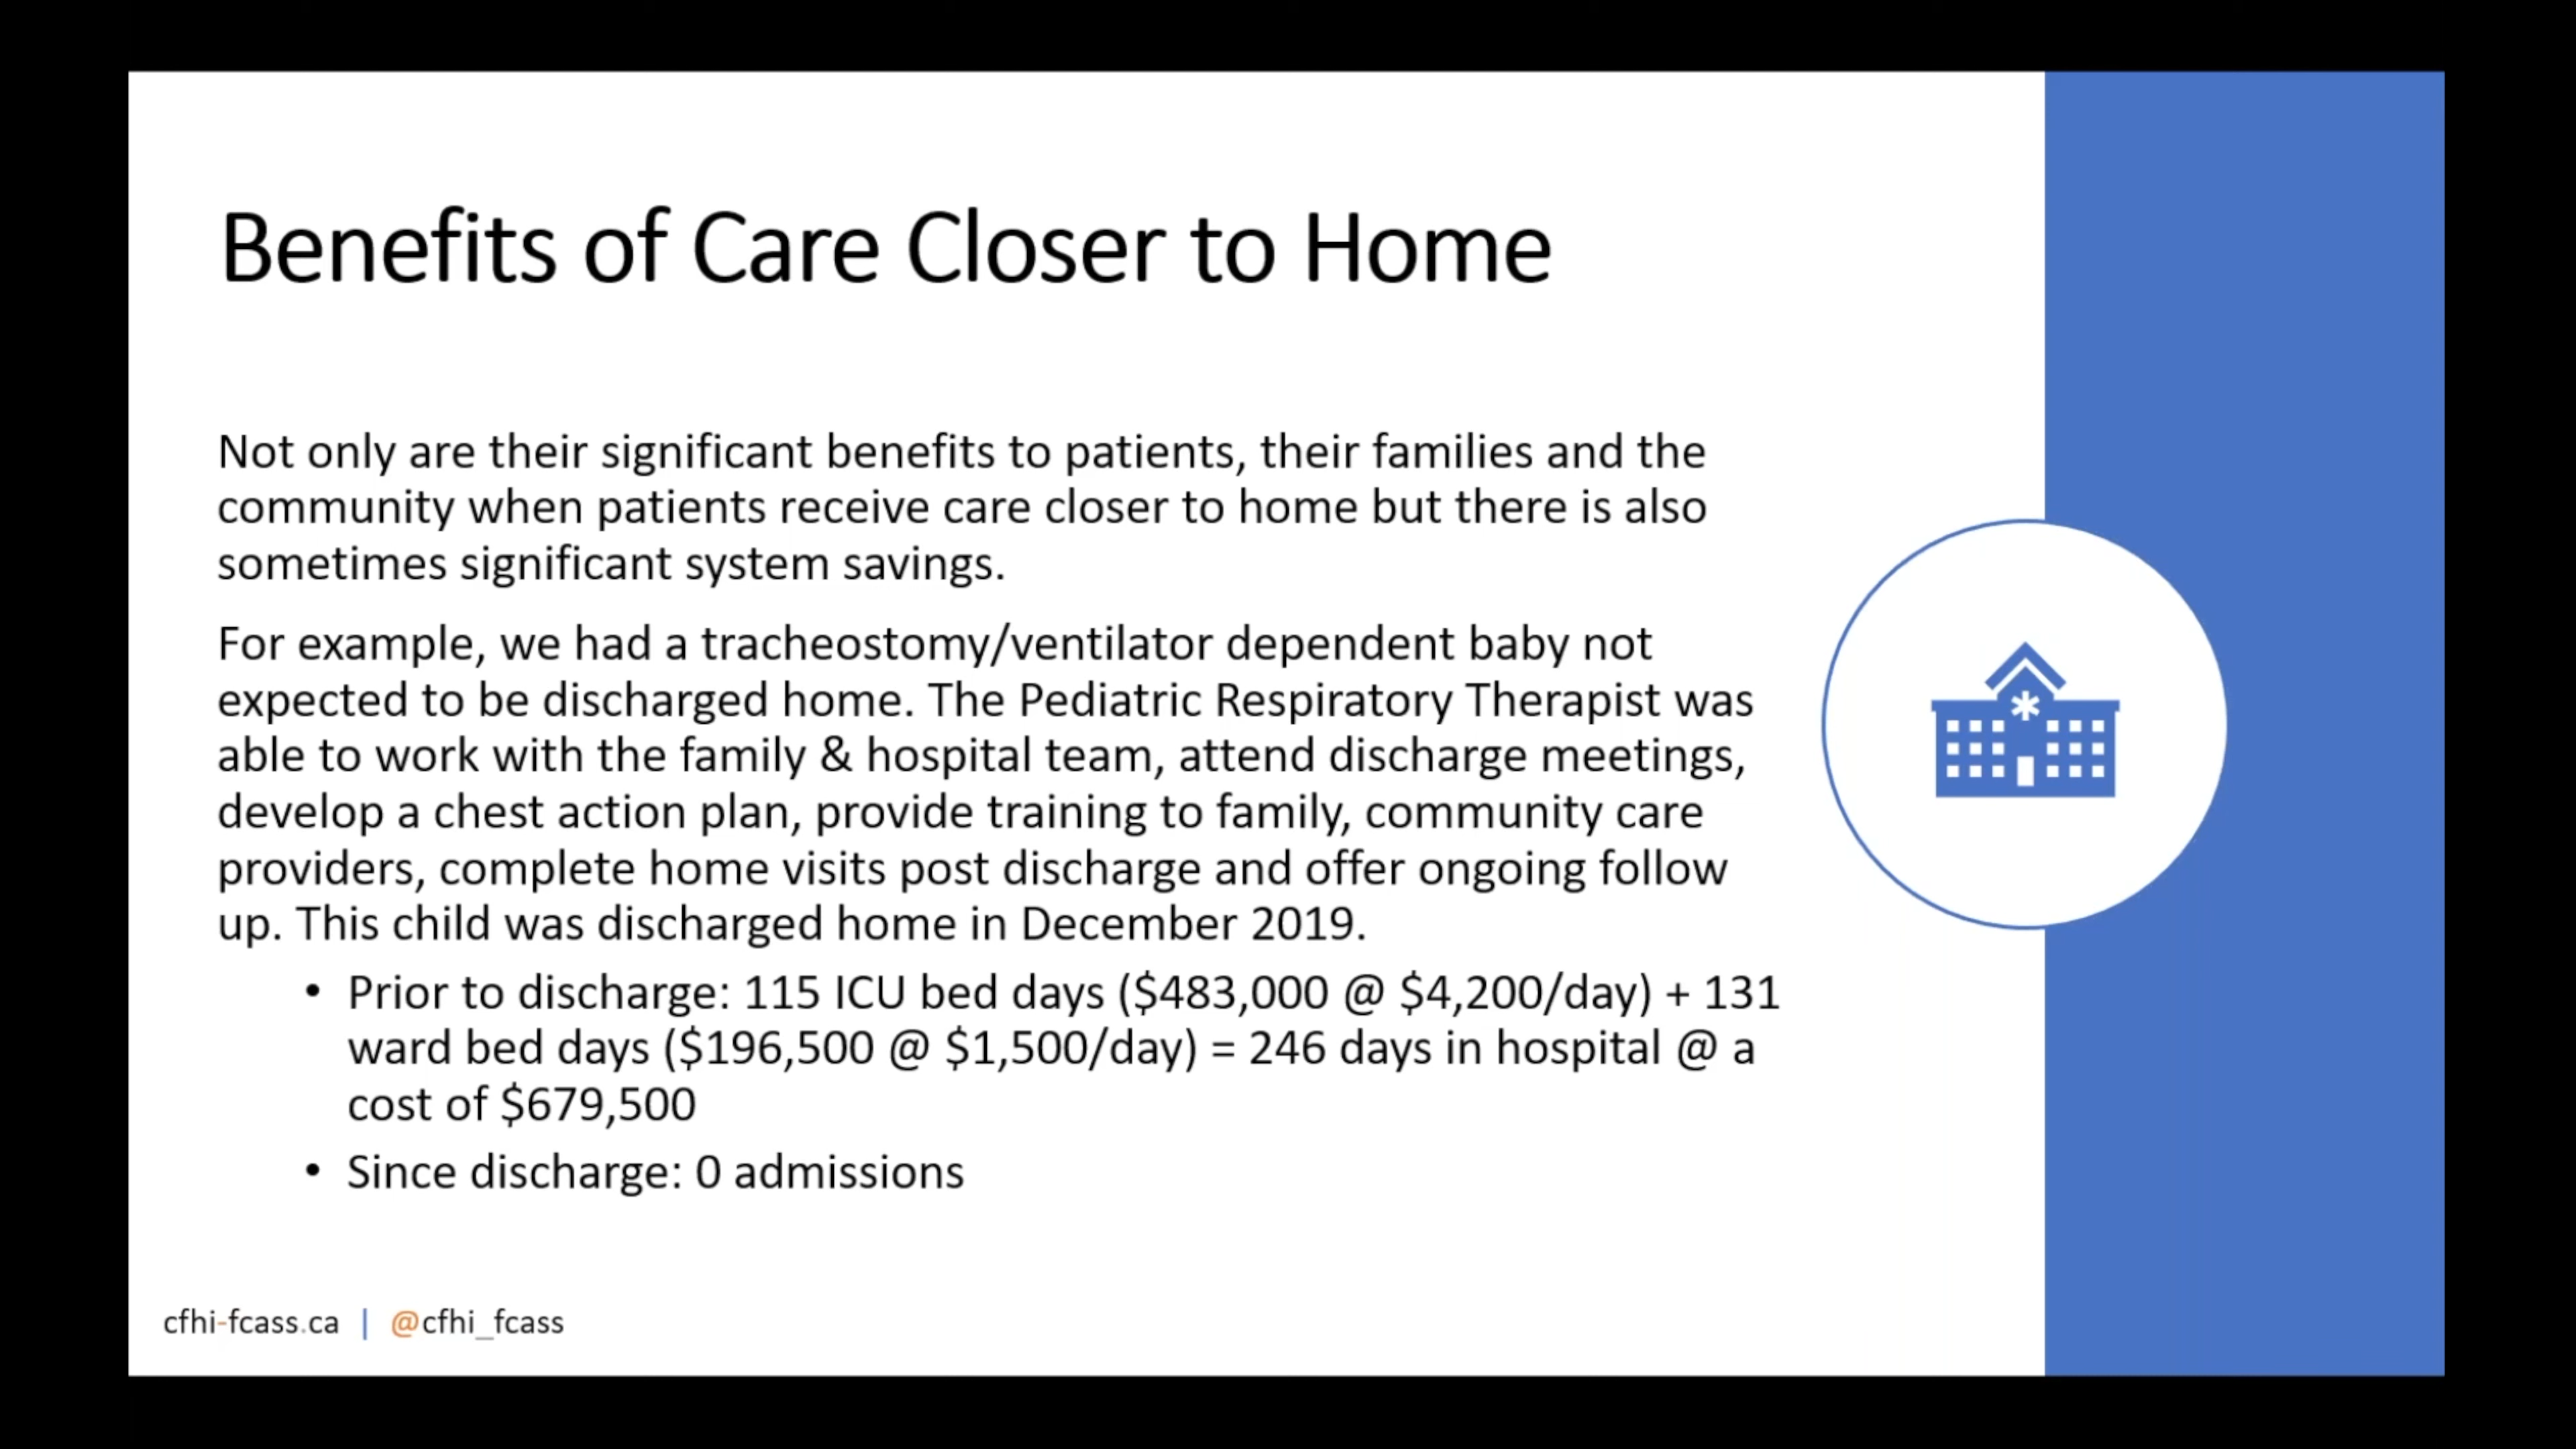 Benefits of Care Closer to Home
Not only are their significant benefits to patients, their families and the
community when patients receive care closer to home but there is also
sometimes significant system savings.
For example, we had a tracheostomy/ventilator dependent baby not
expected to be discharged home. The Pediatric Respiratory Therapist was
able to work with the family & hospital team, attend discharge meetings,
develop a chest action plan, provide training to family, community care
providers, complete home visits post discharge and offer ongoing follow
up. This child was discharged home in December 2019.
• Prior to discharge: 115 ICU bed days ($483,000 @ $4,200/day) + 131
ward bed days ($196,500 @ $1,500/day) = 246 days in hospital @ a
cost of $679,500
• Since discharge: 0 admissions
cfhi-fcass.ca | @cfhi_fcass